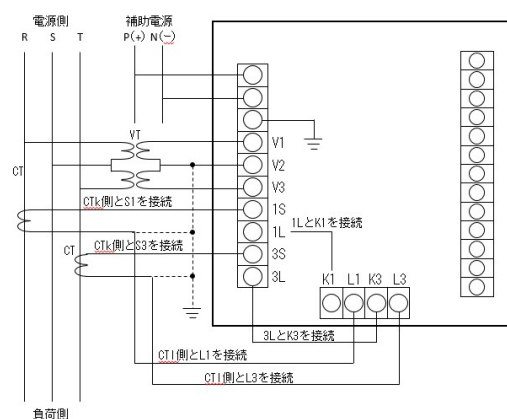 電源側
補助電源
R S T
P(+) N(−)
VT
V1
CT
V2
V3
CTk側とS1を接続
1S
1Lとk1を接続
1L
CT
CTk側とS3を接続
3S
3L
K1 L1 K3 L3
3LとK3を接続
CTl側とL1を接続
CTl側とL3を接続
負荷側